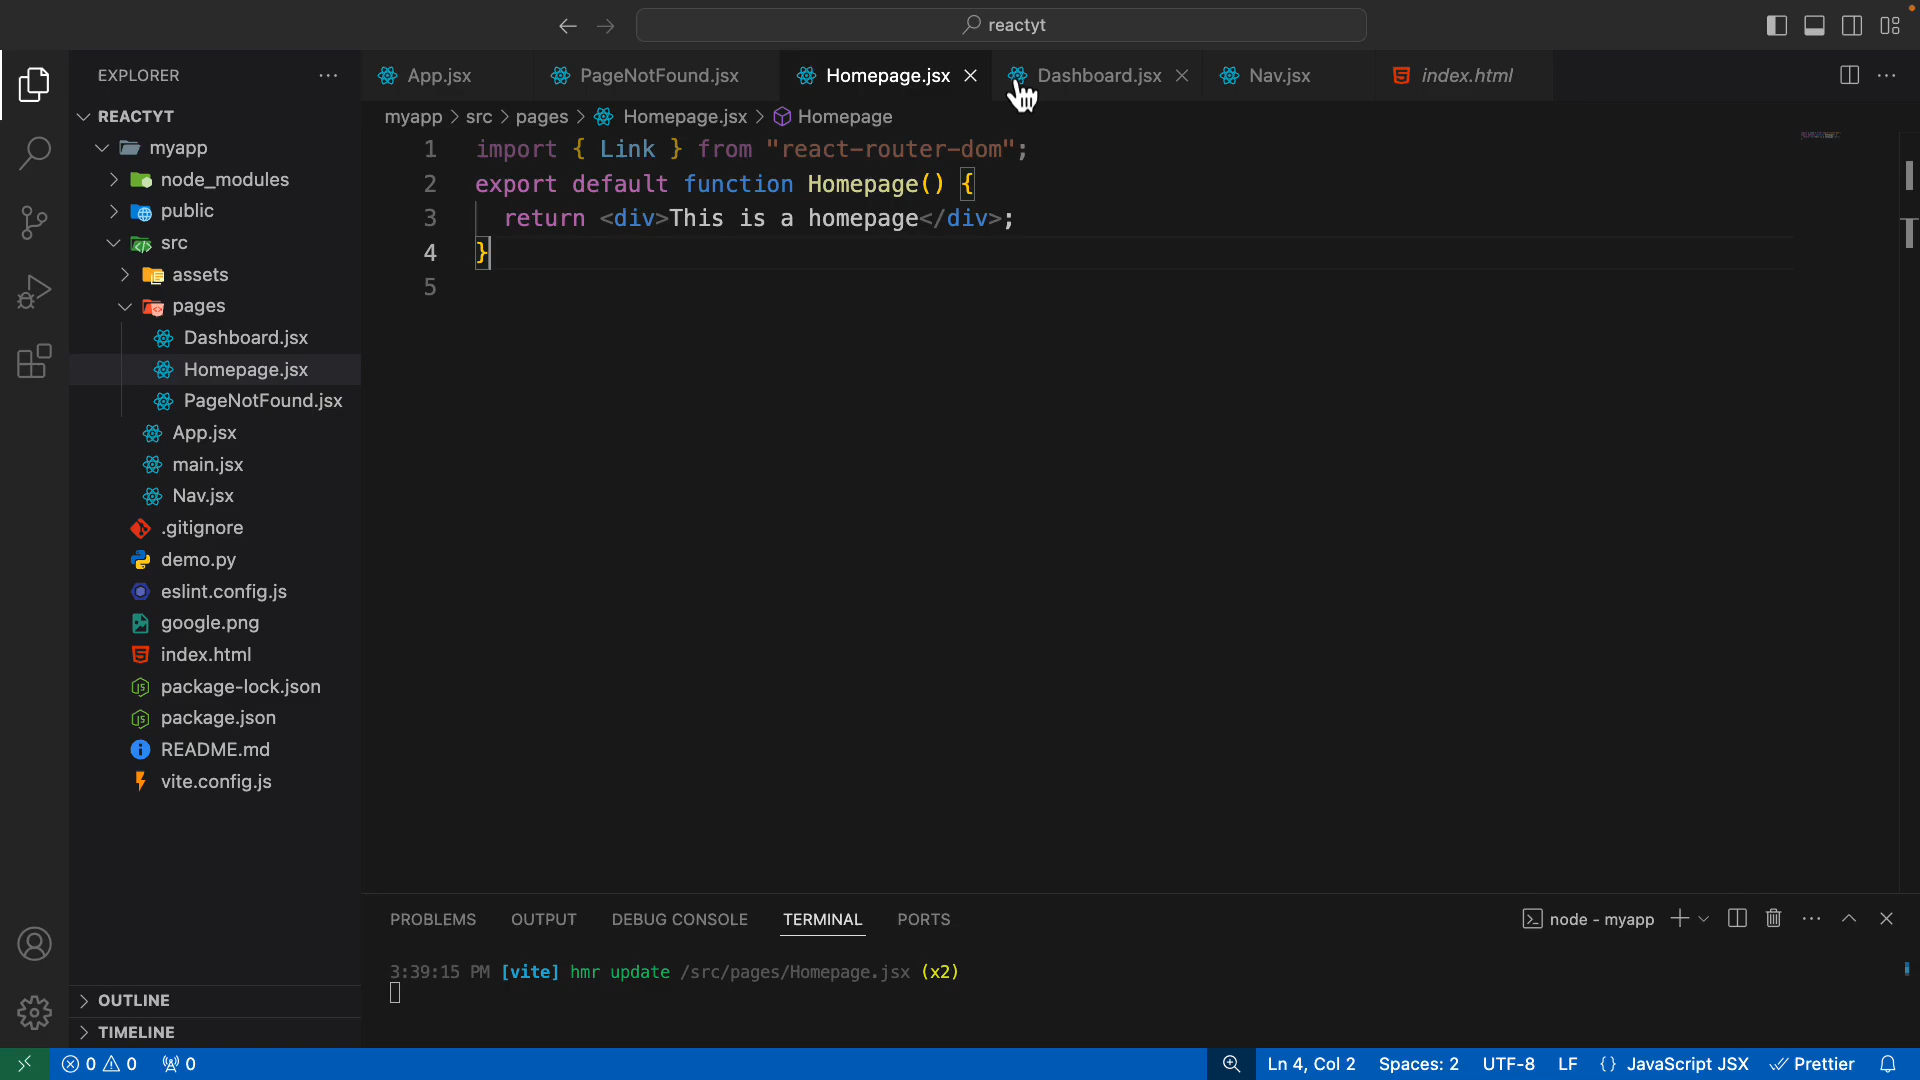 reactyt
EXPLORER
App.jsx
PageNotFound.jsx
Homepage.jsx
Dashboard.jsx
Nav.jsx
index.html
REACTYT
myapp
node_modules
public
src
assets
pages
Dashboard.jsx
Homepage.jsx
PageNotFound.jsx
App.jsx
main.jsx
Nav.jsx
.gitignore
demo.py
eslint.config.js
google.png
index.html
package-lock.json
package.json
README.md
vite.config.js
OUTLINE
TIMELINE
myapp > src > pages > Homepage.jsx > Homepage
1 import { Link } from "react-router-dom";
2 export default function Homepage() {
3 return <div>This is a homepage</div>;
4 }
5
PROBLEMS OUTPUT DEBUG CONSOLE TERMINAL PORTS
node - myapp
3:39:15 PM [vite] hmr update /src/pages/Homepage.jsx (x2)
0 0 0 Ln 4, Col 2 Spaces: 2 UTF-8 LF {} JavaScript JSX Prettier